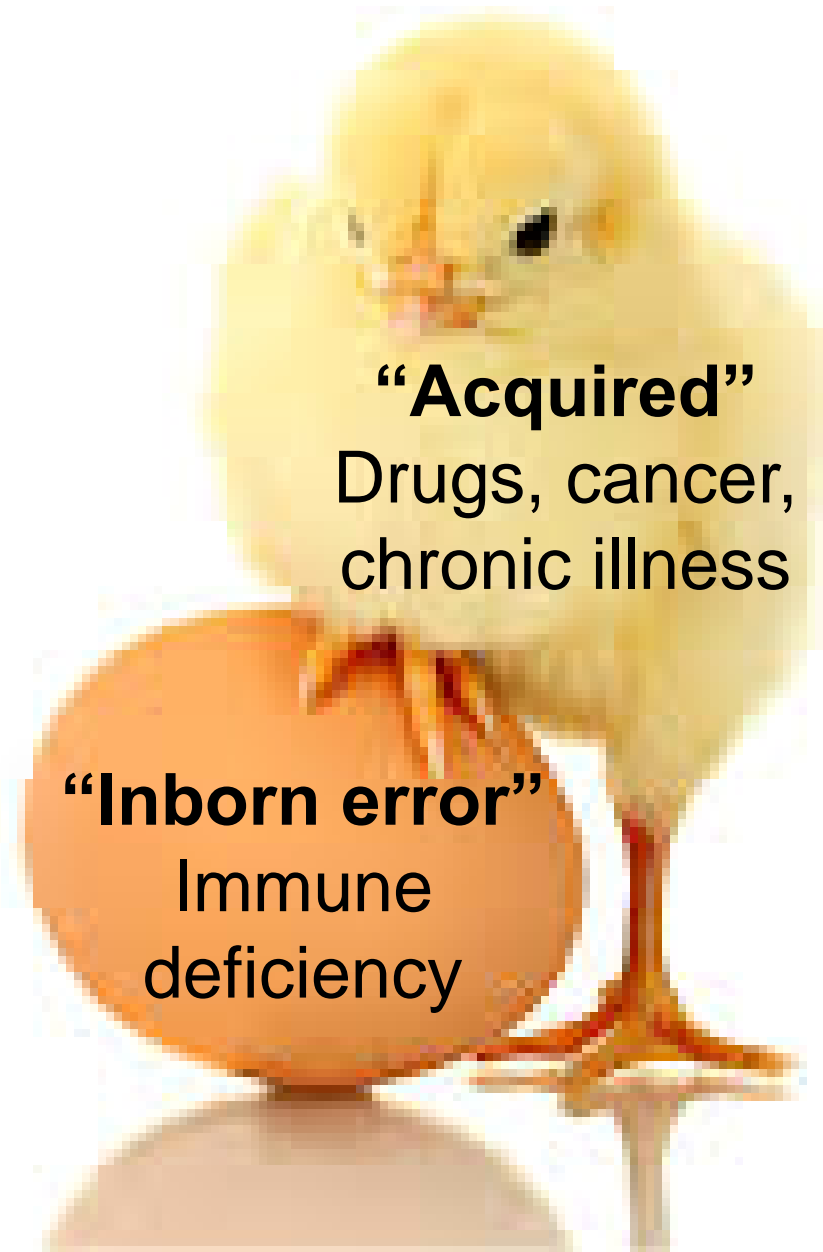 “Acquired”
Drugs, cancer,
chronic illness
“Inborn error”
Immune
deficiency